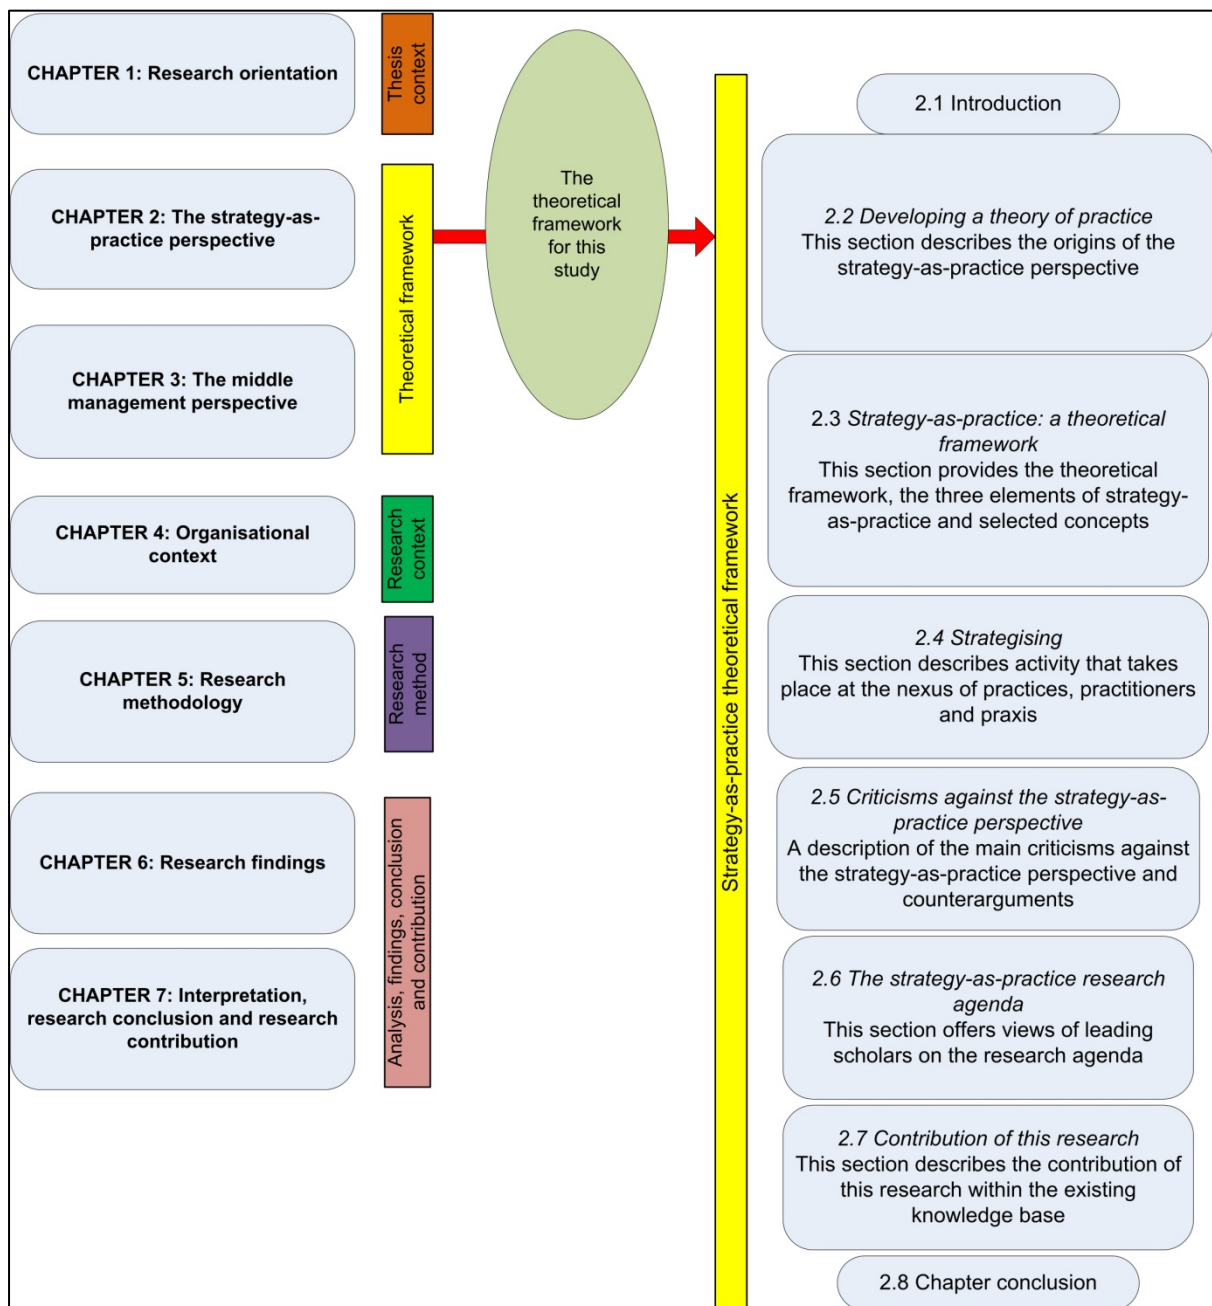 CHAPTER 1: Research orientation
CHAPTER 2: The strategy-as-
practice perspective
CHAPTER 3: The middle
management perspective
CHAPTER 4: Organisational
context
CHAPTER 5: Research
methodology
CHAPTER 6: Research findings
CHAPTER 7: Interpretation,
research conclusion and research
contribution
Thesis
context
Theoretical framework
Research
context
Research
method
Analysis, findings, conclusion
and contribution
The
theoretical
framework
for this
study
Strategy-as-practice theoretical framework
2.1 Introduction
2.2 Developing a theory of practice
This section describes the origins of the
strategy-as-practice perspective
2.3 Strategy-as-practice: a theoretical
framework
This section provides the theoretical
framework, the three elements of strategy-
as-practice and selected concepts
2.4 Strategising
This section describes activity that takes
place at the nexus of practices, practitioners
and praxis
2.5 Criticisms against the strategy-as-
practice perspective
A description of the main criticisms against
the strategy-as-practice perspective and
counterarguments
2.6 The strategy-as-practice research
agenda
This section offers views of leading
scholars on the research agenda
2.7 Contribution of this research
This section describes the contribution of
this research within the existing
knowledge base
2.8 Chapter conclusion